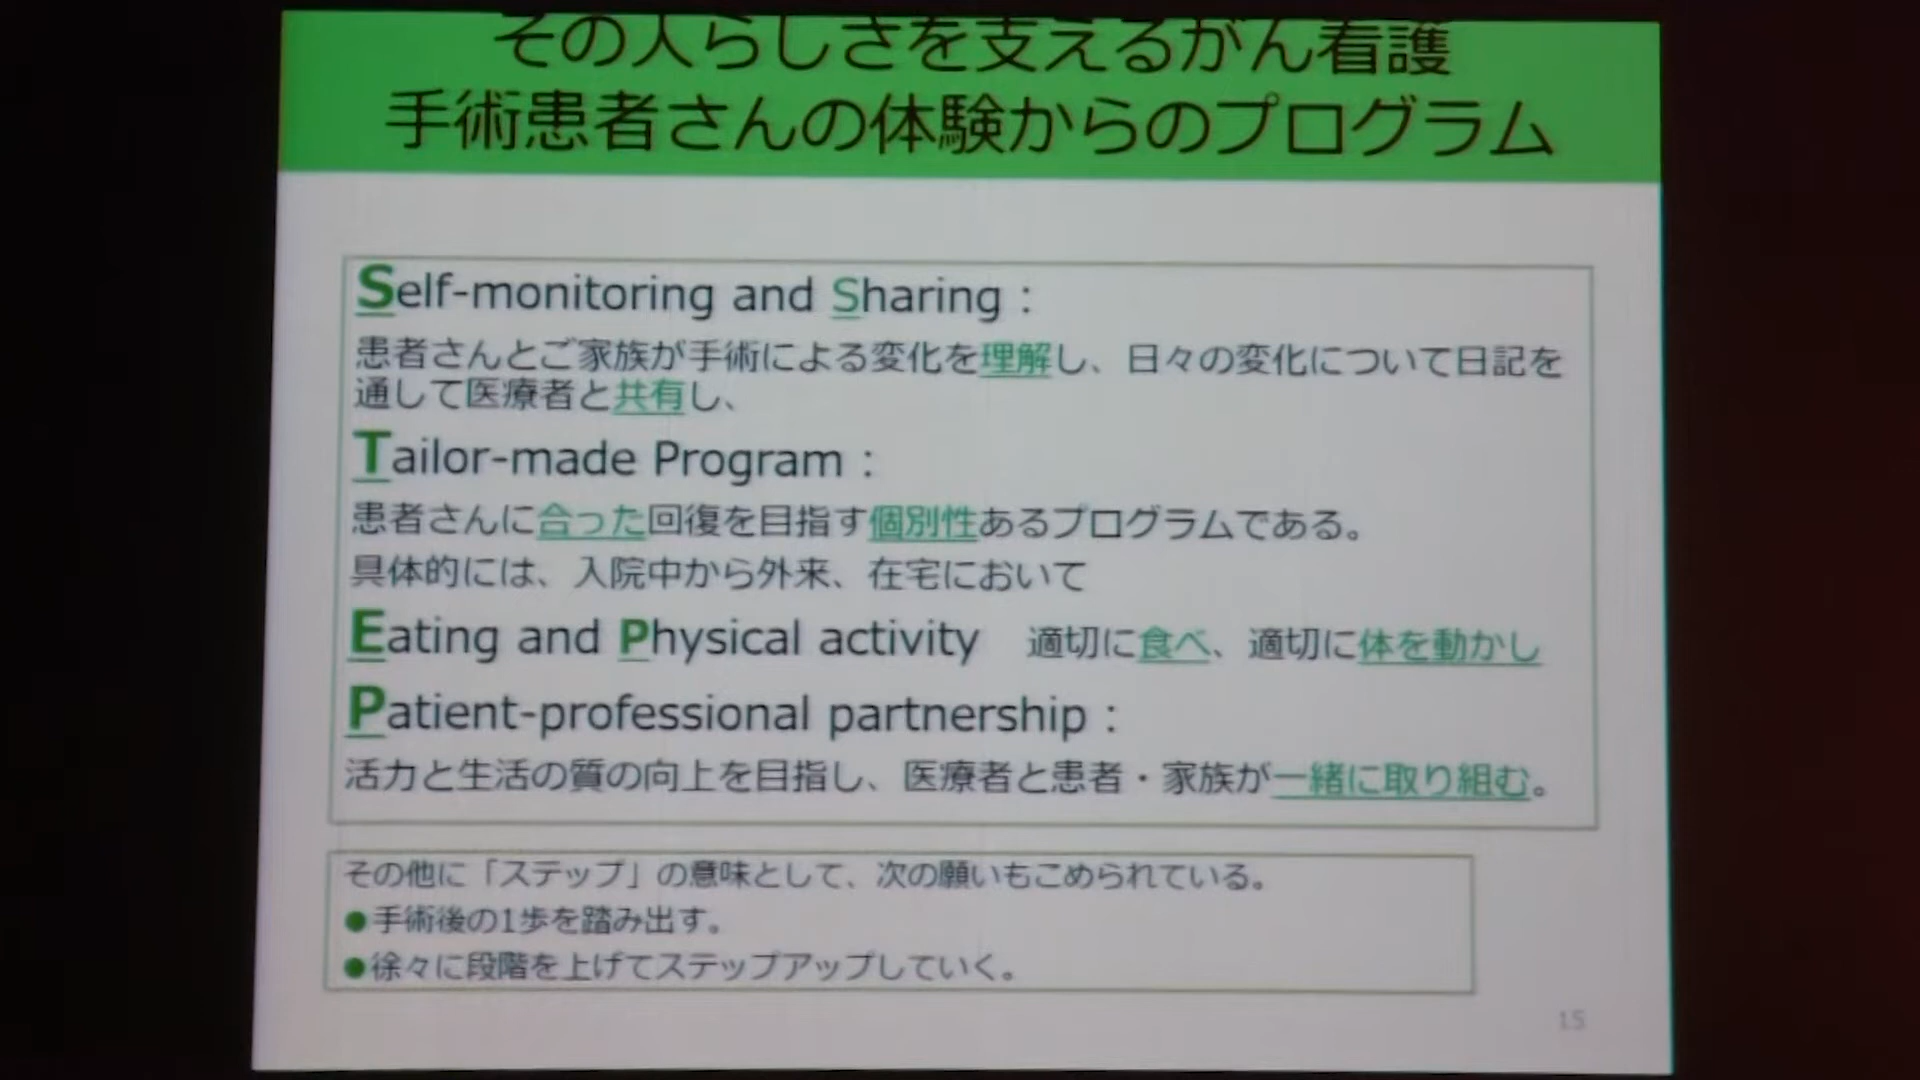 その人らしさを支えるがん看護
手術患者さんの体験からのプログラム
Self-monitoring and Sharing：
患者さんとご家族が手術による変化を理解し、日々の変化について日記を
通して医療者と共有し、
Tailor-made Program：
患者さんに合った回復を目指す個別性あるプログラムである。
具体的には、入院中から外来、在宅において
Eating and Physical activity　適切に食べ、適切に体を動かし
Patient-professional partnership：
活力と生活の質の向上を目指し、医療者と患者・家族が一緒に取り組む。
その他に「ステップ」の意味として、次の願いもこめられている。
●手術後の1歩を踏み出す。
●徐々に段階を上げてステップアップしていく。
15